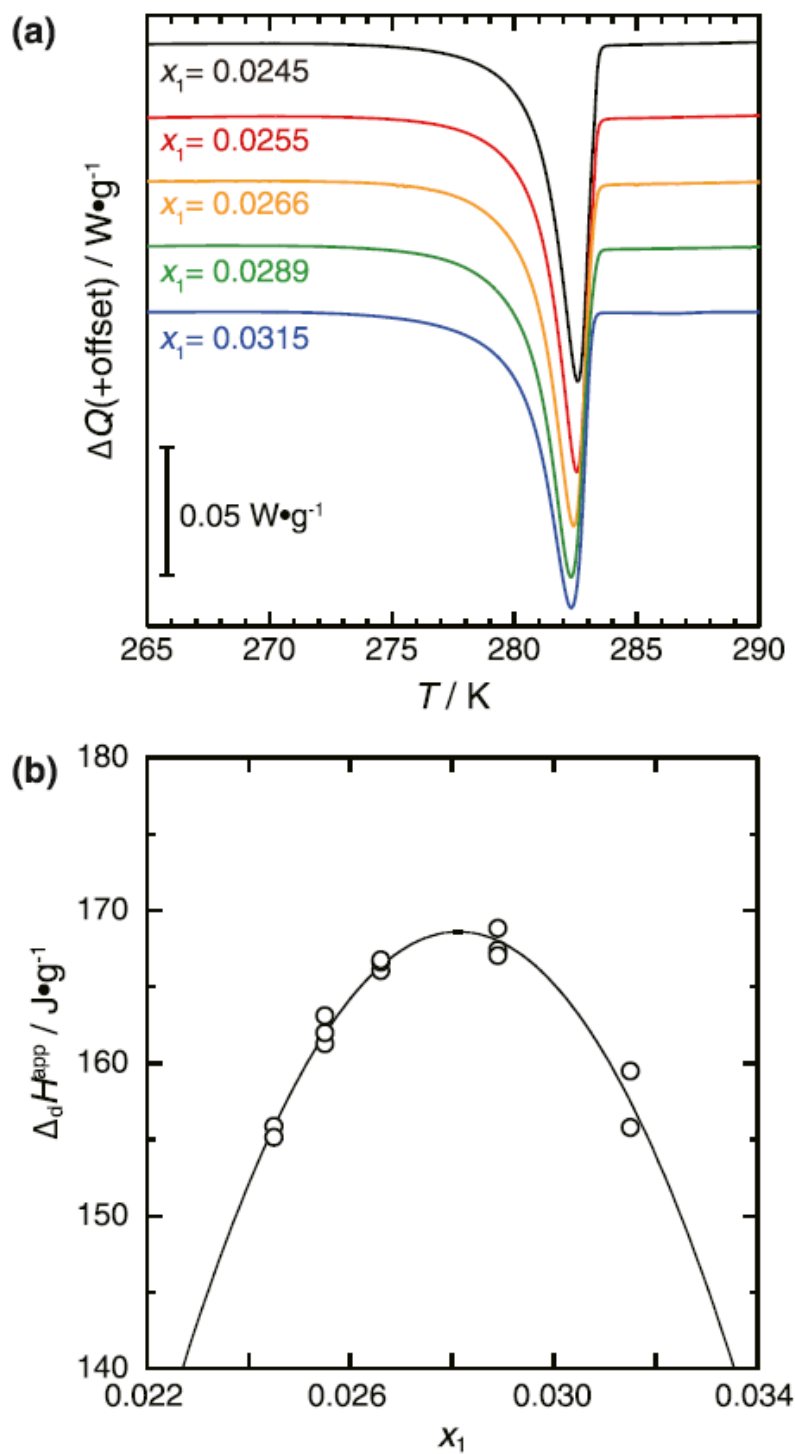 (a)
x₁= 0.0245
x₁= 0.0255
x₁= 0.0266
x₁= 0.0289
x₁= 0.0315
ΔQ(+offset) / W•g⁻¹
0.05 W•g⁻¹
265 270 275 280 285 290
T / K
(b)
180
170
160
150
140
Δ_dH^app / J•g⁻¹
0.022 0.026 0.030 0.034
x₁